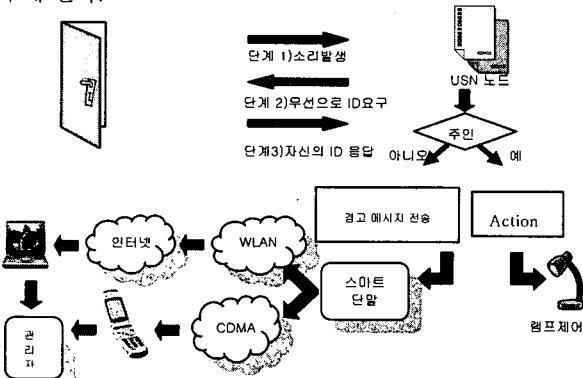 단계 1)소리발생
단계 2)우선으로 ID요구
단계3)자신의 ID 응답
USN 노드
주인
아니오
예
경고 메시지 전송
Action
인터넷
WLAN
스마트
단말
CDMA
램프제어
관
리
자